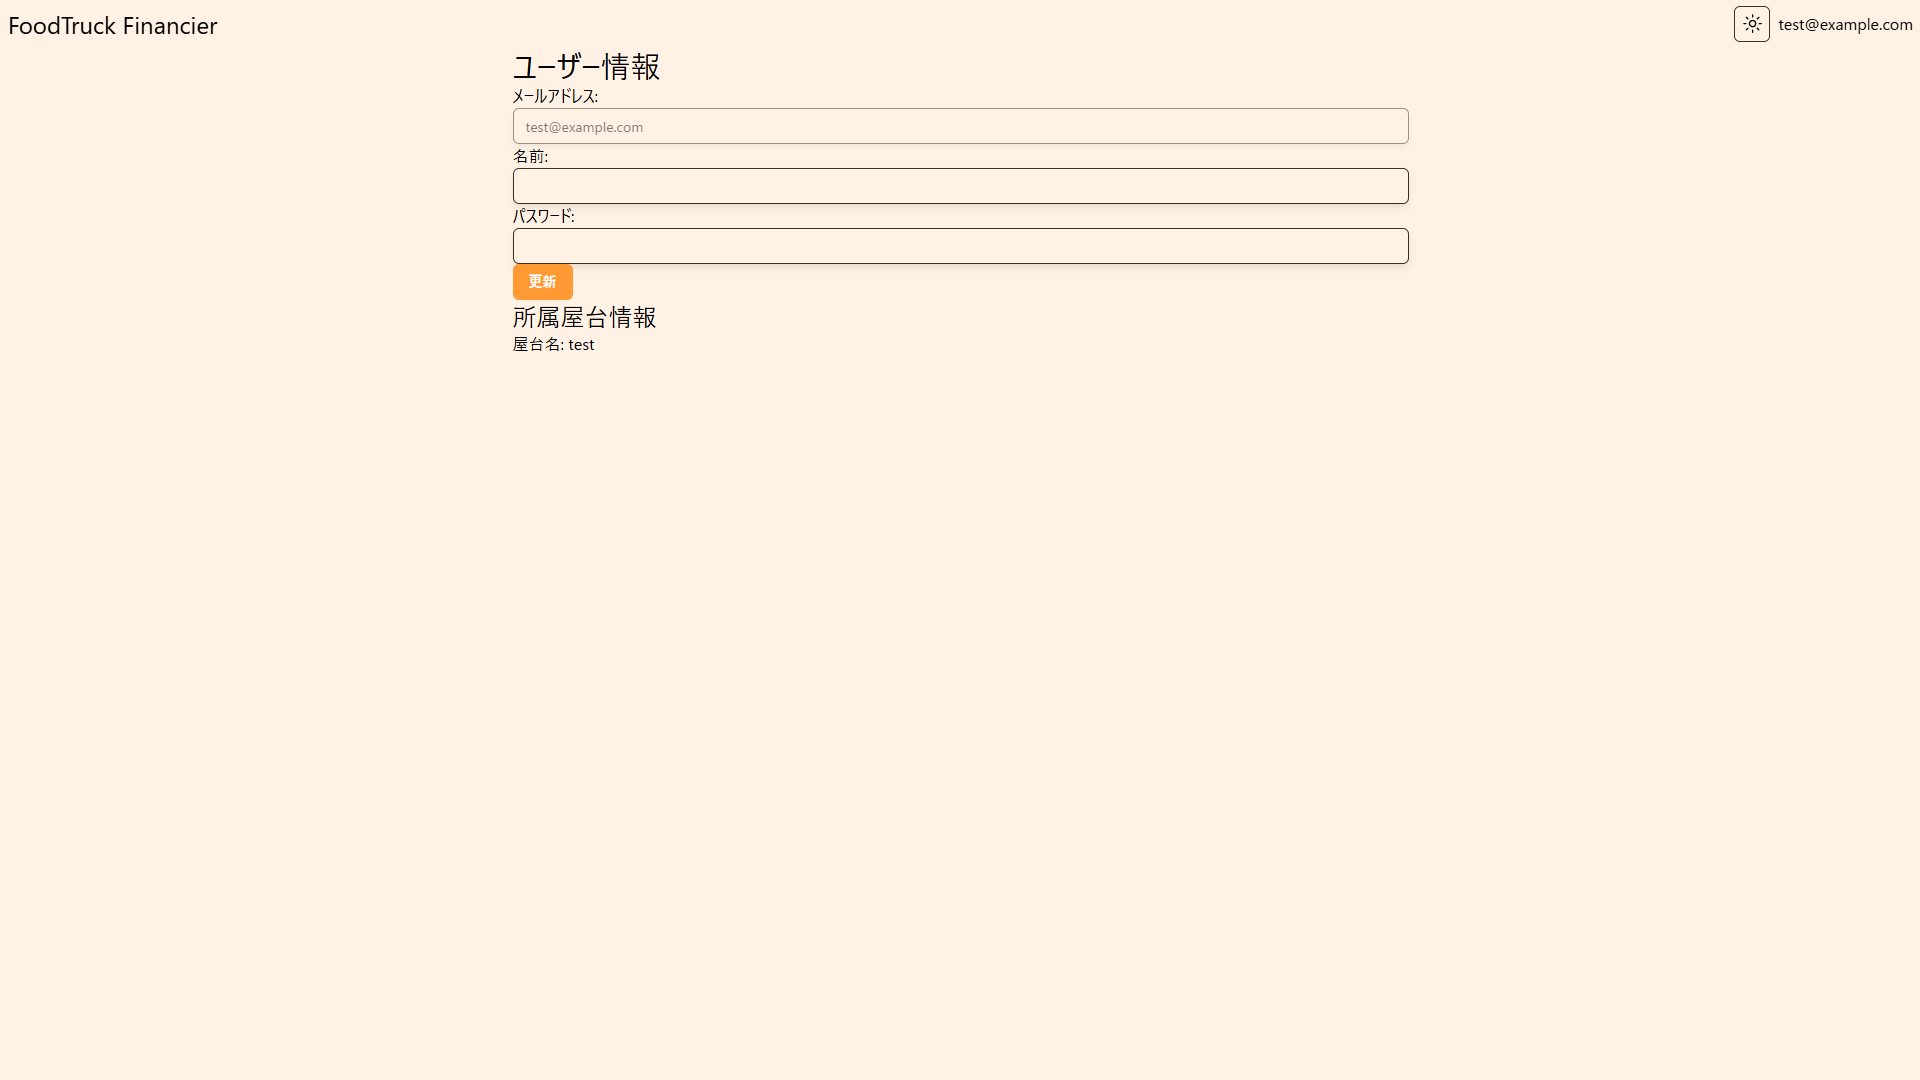 FoodTruck Financier
test@example.com
ユーザー情報
メールアドレス:
test@example.com
名前:
パスワード:
更新
所属屋台情報
屋台名: test